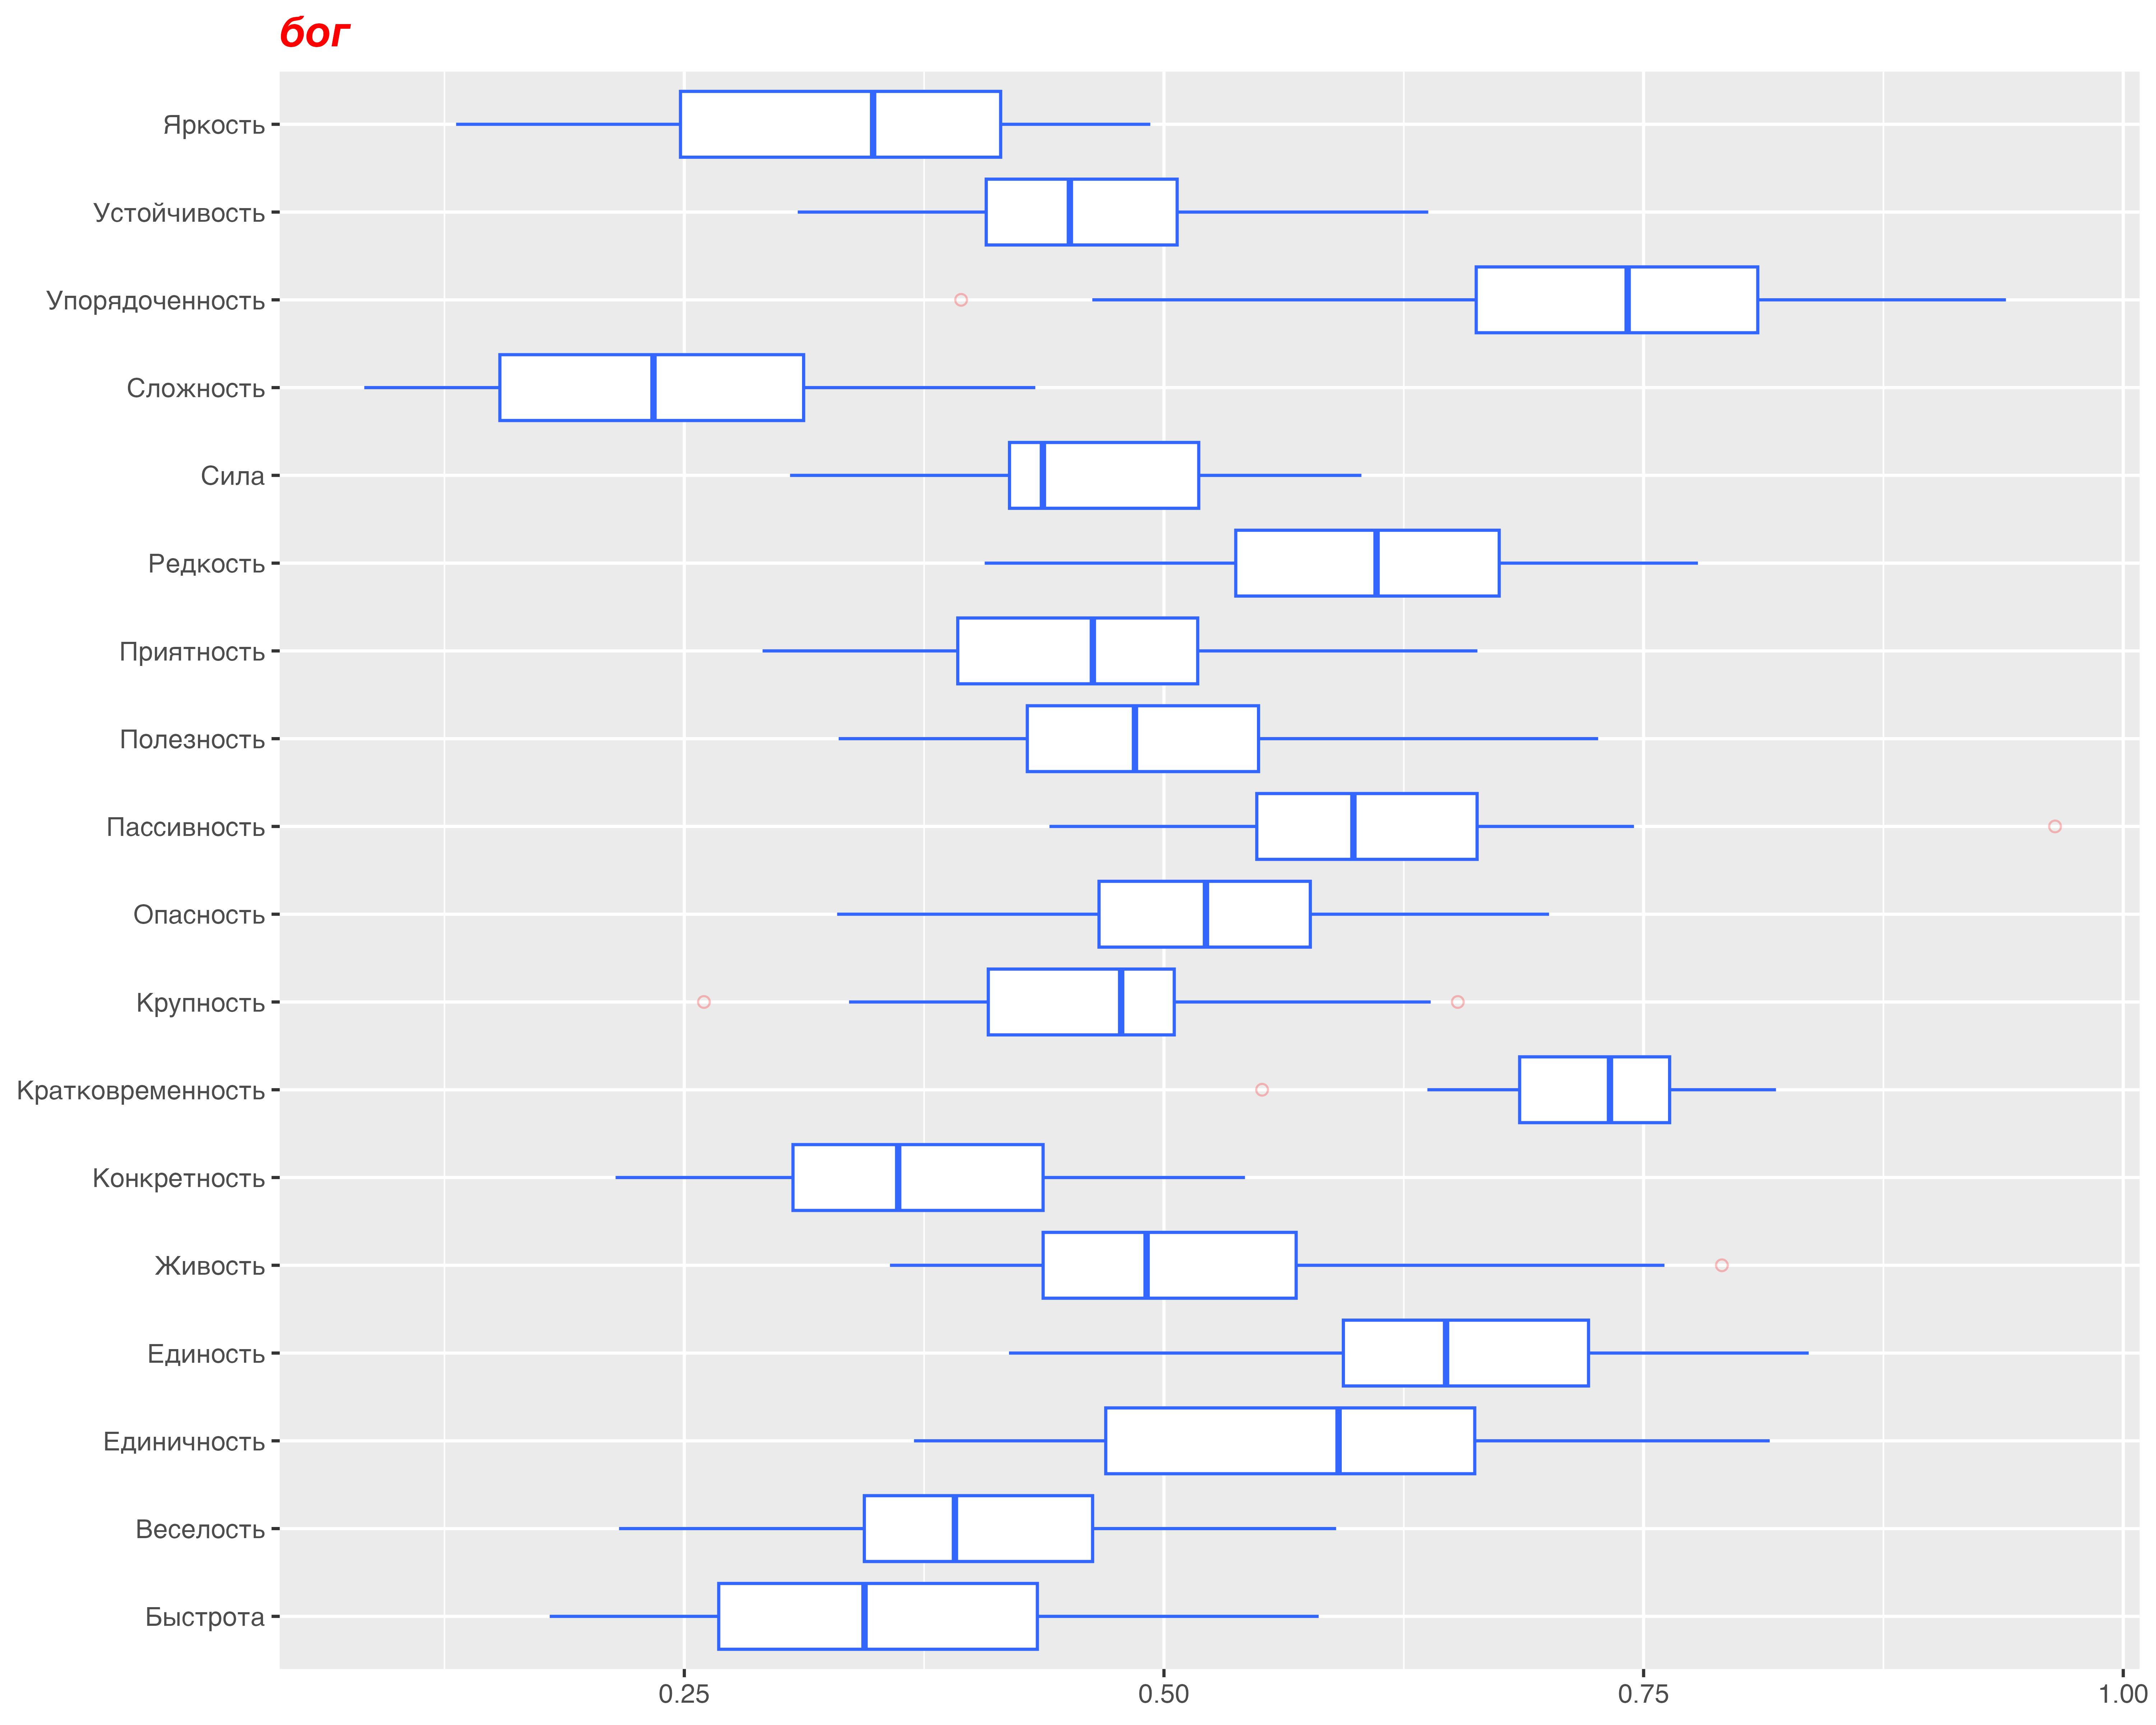 бог
Яркость
Устойчивость
Упорядоченность
Сложность
Сила
Редкость
Приятность
Полезность
Пассивность
Опасность
Крупность
Кратковременность
Конкретность
Живость
Единость
Единичность
Веселость
Быстрота
0.25 0.50 0.75 1.00